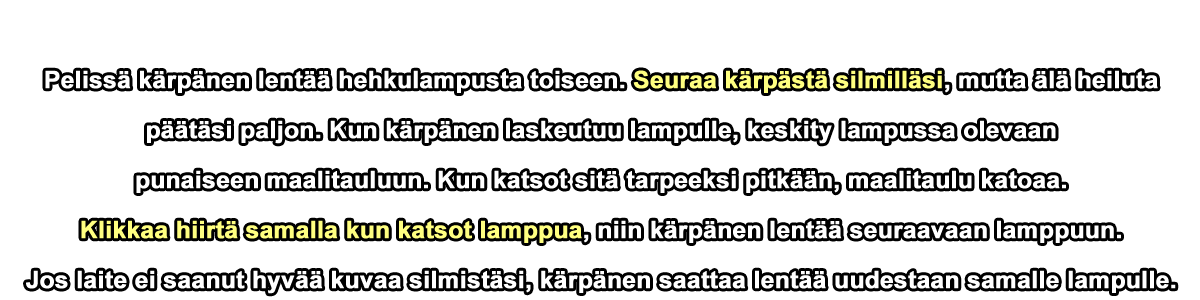 Pelissä kärpänen lentää hehkulampusta toiseen. Seuraa kärpästä silmilläsi, mutta älä heiluta
päätäsi paljon. Kun kärpänen laskeutuu lampulle, keskity lampussa olevaan
punaiseen maalitauluun. Kun katsot sitä tarpeeksi pitkään, maalitaulu katoaa.
Klikkaa hiirtä samalla kun katsot lamppua, niin kärpänen lentää seuraavaan lamppuun.
Jos laite ei saanut hyvää kuvaa silmistäsi, kärpänen saattaa lentää uudestaan samalle lampulle.